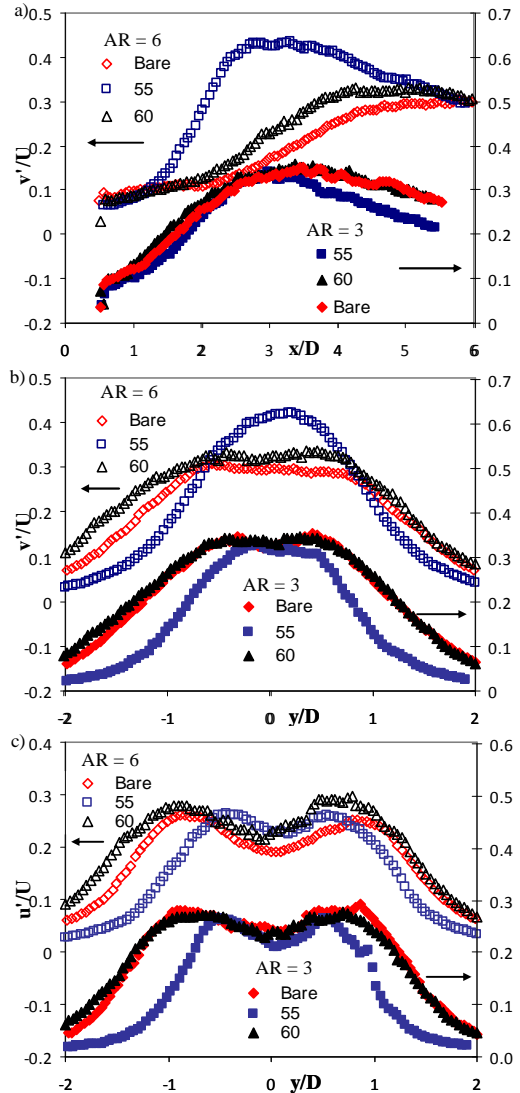 a)
0.5
0.4
0.3
0.2
0.1
0
-0.1
-0.2
v'/U
AR = 6
Bare
55
60
AR = 3
55
60
Bare
0.7
0.6
0.5
0.4
0.3
0.2
0.1
0
0 1 2 3 4 5 6
x/D
b)
0.5
0.4
0.3
0.2
0.1
0
-0.1
-0.2
v'/U
AR = 6
Bare
55
60
AR = 3
Bare
55
60
0.7
0.6
0.5
0.4
0.3
0.2
0.1
0
-2 -1 0 1 2
y/D
c)
0.4
0.3
0.2
0.1
0
-0.1
-0.2
u'/U
AR = 6
Bare
55
60
AR = 3
Bare
55
60
0.6
0.5
0.4
0.3
0.2
0.1
0.0
-2 -1 0 1 2
y/D